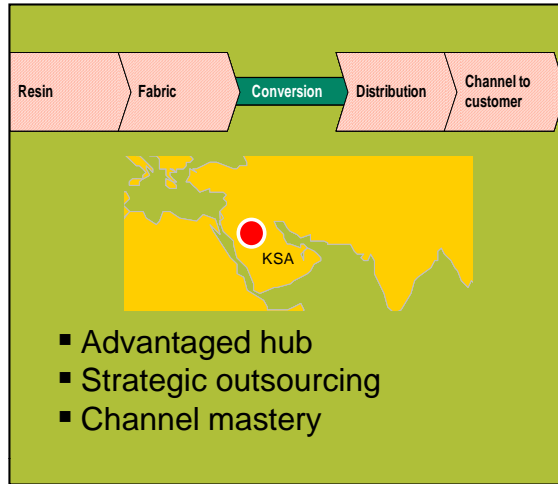 Resin
Fabric
Conversion
Distribution
Channel to
customer
KSA
▪ Advantaged hub
▪ Strategic outsourcing
▪ Channel mastery